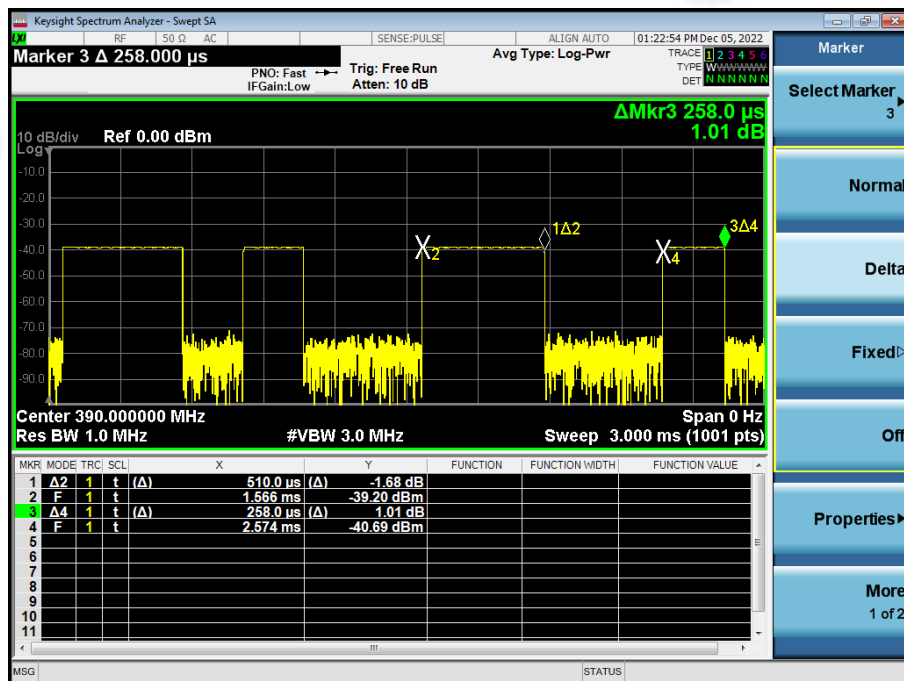 Keysight Spectrum Analyzer - Swept SA
LXI RF 50 Ω AC SENSE:PULSE ALIGN AUTO 01:22:54 PM Dec 05, 2022
Marker 3 Δ 258.000 µs
PNO: Fast
IFGain:Low
Trig: Free Run
Atten: 10 dB
Avg Type: Log-Pwr
TRACE 1 2 3 4 5 6
TYPE WWWWWW
DET N N N N N N
ΔMkr3 258.0 µs
1.01 dB
10 dB/div Ref 0.00 dBm
Log
-10.0
-20.0
-30.0
-40.0
-50.0
-60.0
-70.0
-80.0
-90.0
2
1Δ2
4
3Δ4
Center 390.000000 MHz Span 0 Hz
Res BW 1.0 MHz #VBW 3.0 MHz Sweep 3.000 ms (1001 pts)
MKR MODE TRC SCL X Y FUNCTION FUNCTION WIDTH FUNCTION VALUE
1 Δ2 1 t (Δ) 510.0 µs (Δ) -1.68 dB
2 F 1 t 1.566 ms -39.20 dBm
3 Δ4 1 t (Δ) 258.0 µs (Δ) 1.01 dB
4 F 1 t 2.574 ms -40.69 dBm
5
6
7
8
9
10
11
MSG STATUS
Marker
Select Marker
3
Normal
Delta
Fixed
Off
Properties
More
1 of 2